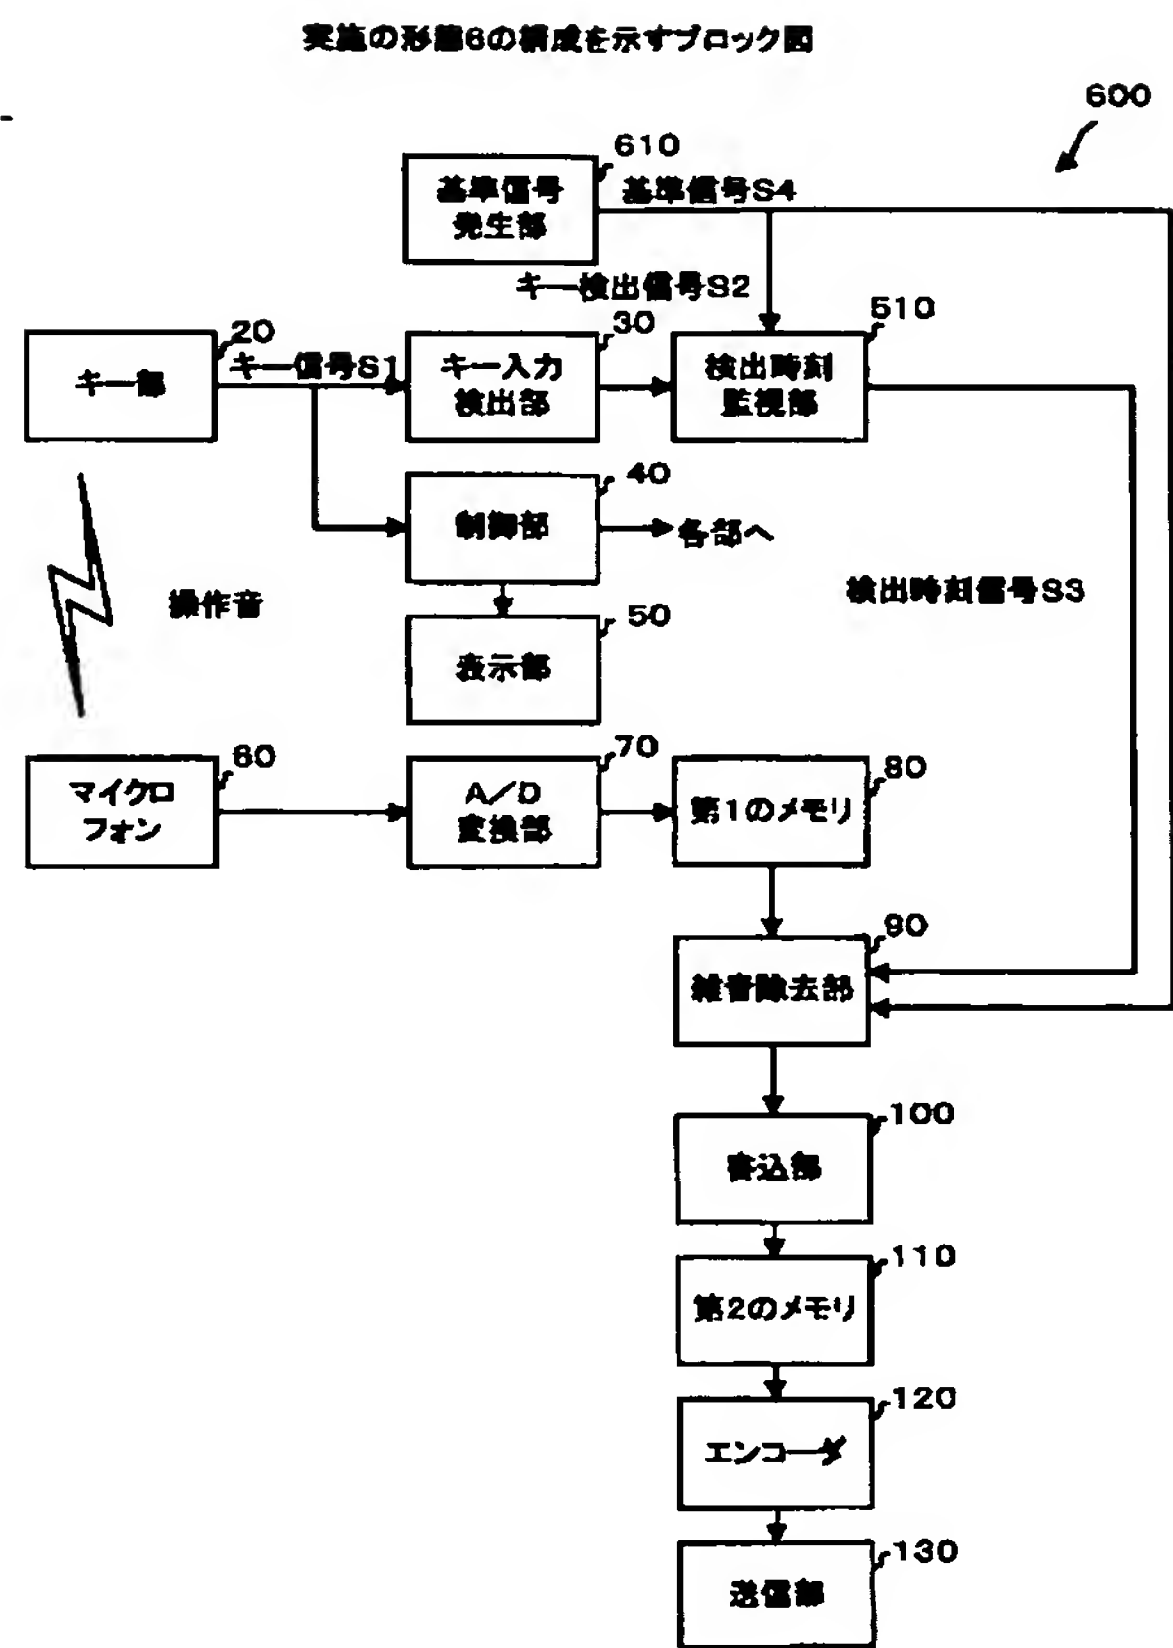 実施の形態6の構成を示すブロック図
600
610
基準信号
発生部
基準信号S4
キー検出信号S2
20
キー部
キー信号S1
30
キー入力
検出部
510
検出時刻
監視部
40
制御部
各部へ
操作音
検出時刻信号S3
50
表示部
60
マイクロ
フォン
70
A/D
変換部
80
第1のメモリ
90
雑音除去部
100
書込部
110
第2のメモリ
120
エンコーダ
130
送信部